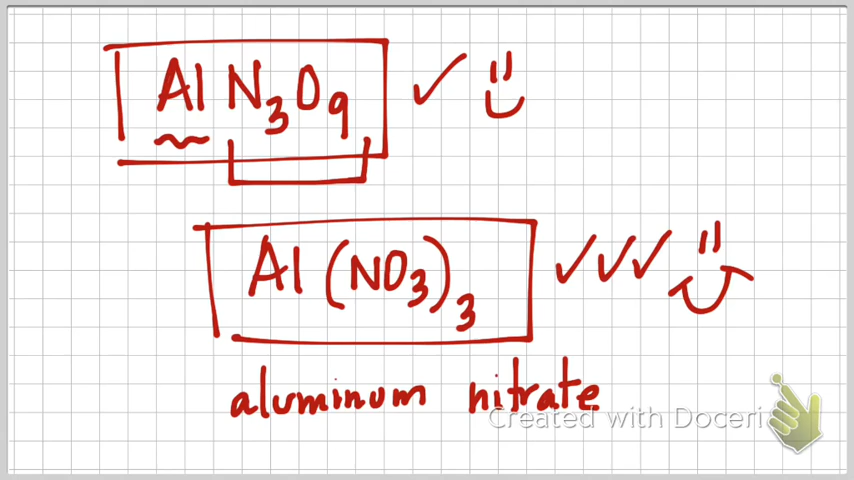 AlN₃O₉ ✓
Al(NO₃)₃ ✓✓✓
aluminum nitrate
Created with Doceri